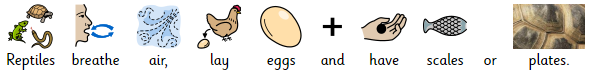 Reptiles breathe air, lay eggs and have scales or plates.